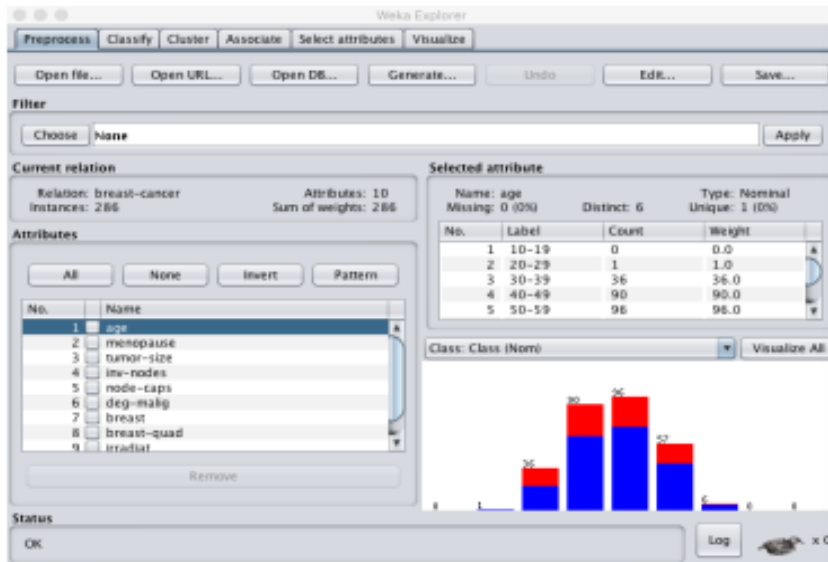 Weka Explorer
Preprocess Classify Cluster Associate Select attributes Visualize
Open file... Open URL... Open DB... Generate... Undo Edit... Save...
Filter
Choose None Apply
Current relation
Relation: breast-cancer Attributes: 10
Instances: 286 Sum of weights: 286
Attributes
All None Invert Pattern
No. Name
1 age
2 menopause
3 tumor-size
4 inv-nodes
5 node-caps
6 deg-malig
7 breast
8 breast-quad
9 irradiat
Remove
Selected attribute
Name: age Type: Nominal
Missing: 0 (0%) Distinct: 6 Unique: 1 (0%)
No. Label Count Weight
1 10-19 0 0.0
2 20-29 1 1.0
3 30-39 36 36.0
4 40-49 90 90.0
5 50-59 96 96.0
Class: Class (Nom) Visualize All
0 1 36 90 96 57 6 0 0
Status
OK
Log x 0